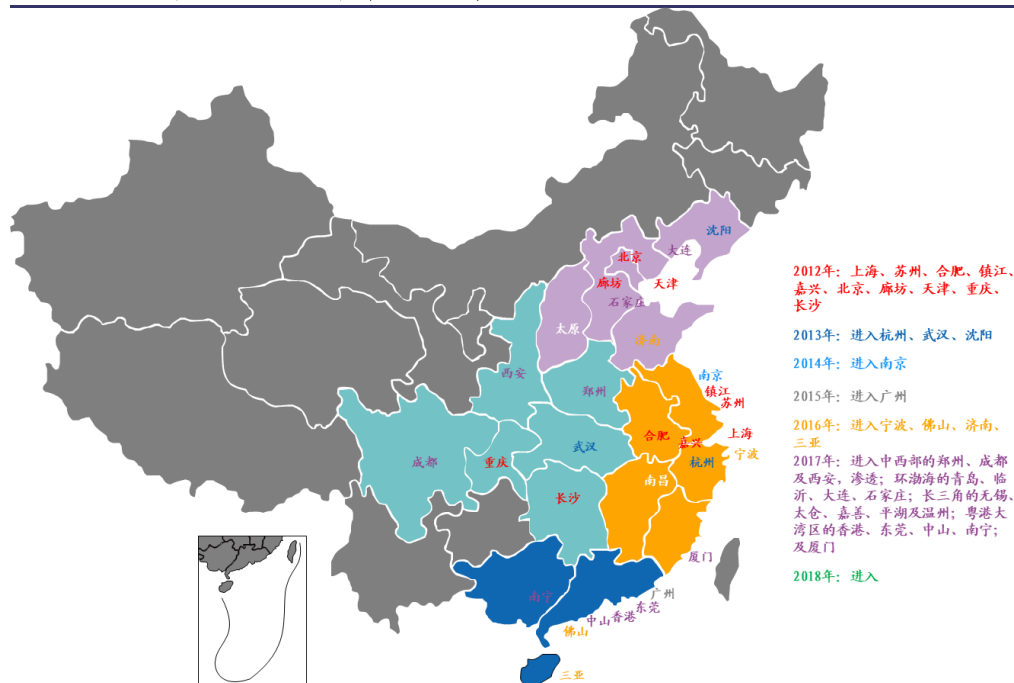 沈阳
大连
北京
廊坊
天津
石家庄
太原
济南
西安
郑州
南京
镇江
苏州
上海
合肥
嘉兴
宁波
杭州
武汉
成都
重庆
南昌
长沙
厦门
南宁
广州
东莞
香港
中山
佛山
三亚
2012年：上海、苏州、合肥、镇江、
嘉兴、北京、廊坊、天津、重庆、
长沙
2013年：进入杭州、武汉、沈阳
2014年：进入南京
2015年：进入广州
2016年：进入宁波、佛山、济南、
三亚
2017年：进入中西部的郑州、成都
及西安，渗透；环渤海的青岛、临
沂、大连、石家庄；长三角的无锡、
太仓、嘉善、平湖及温州；粤港大
湾区的香港、东莞、中山、南宁；
及厦门
2018年：进入